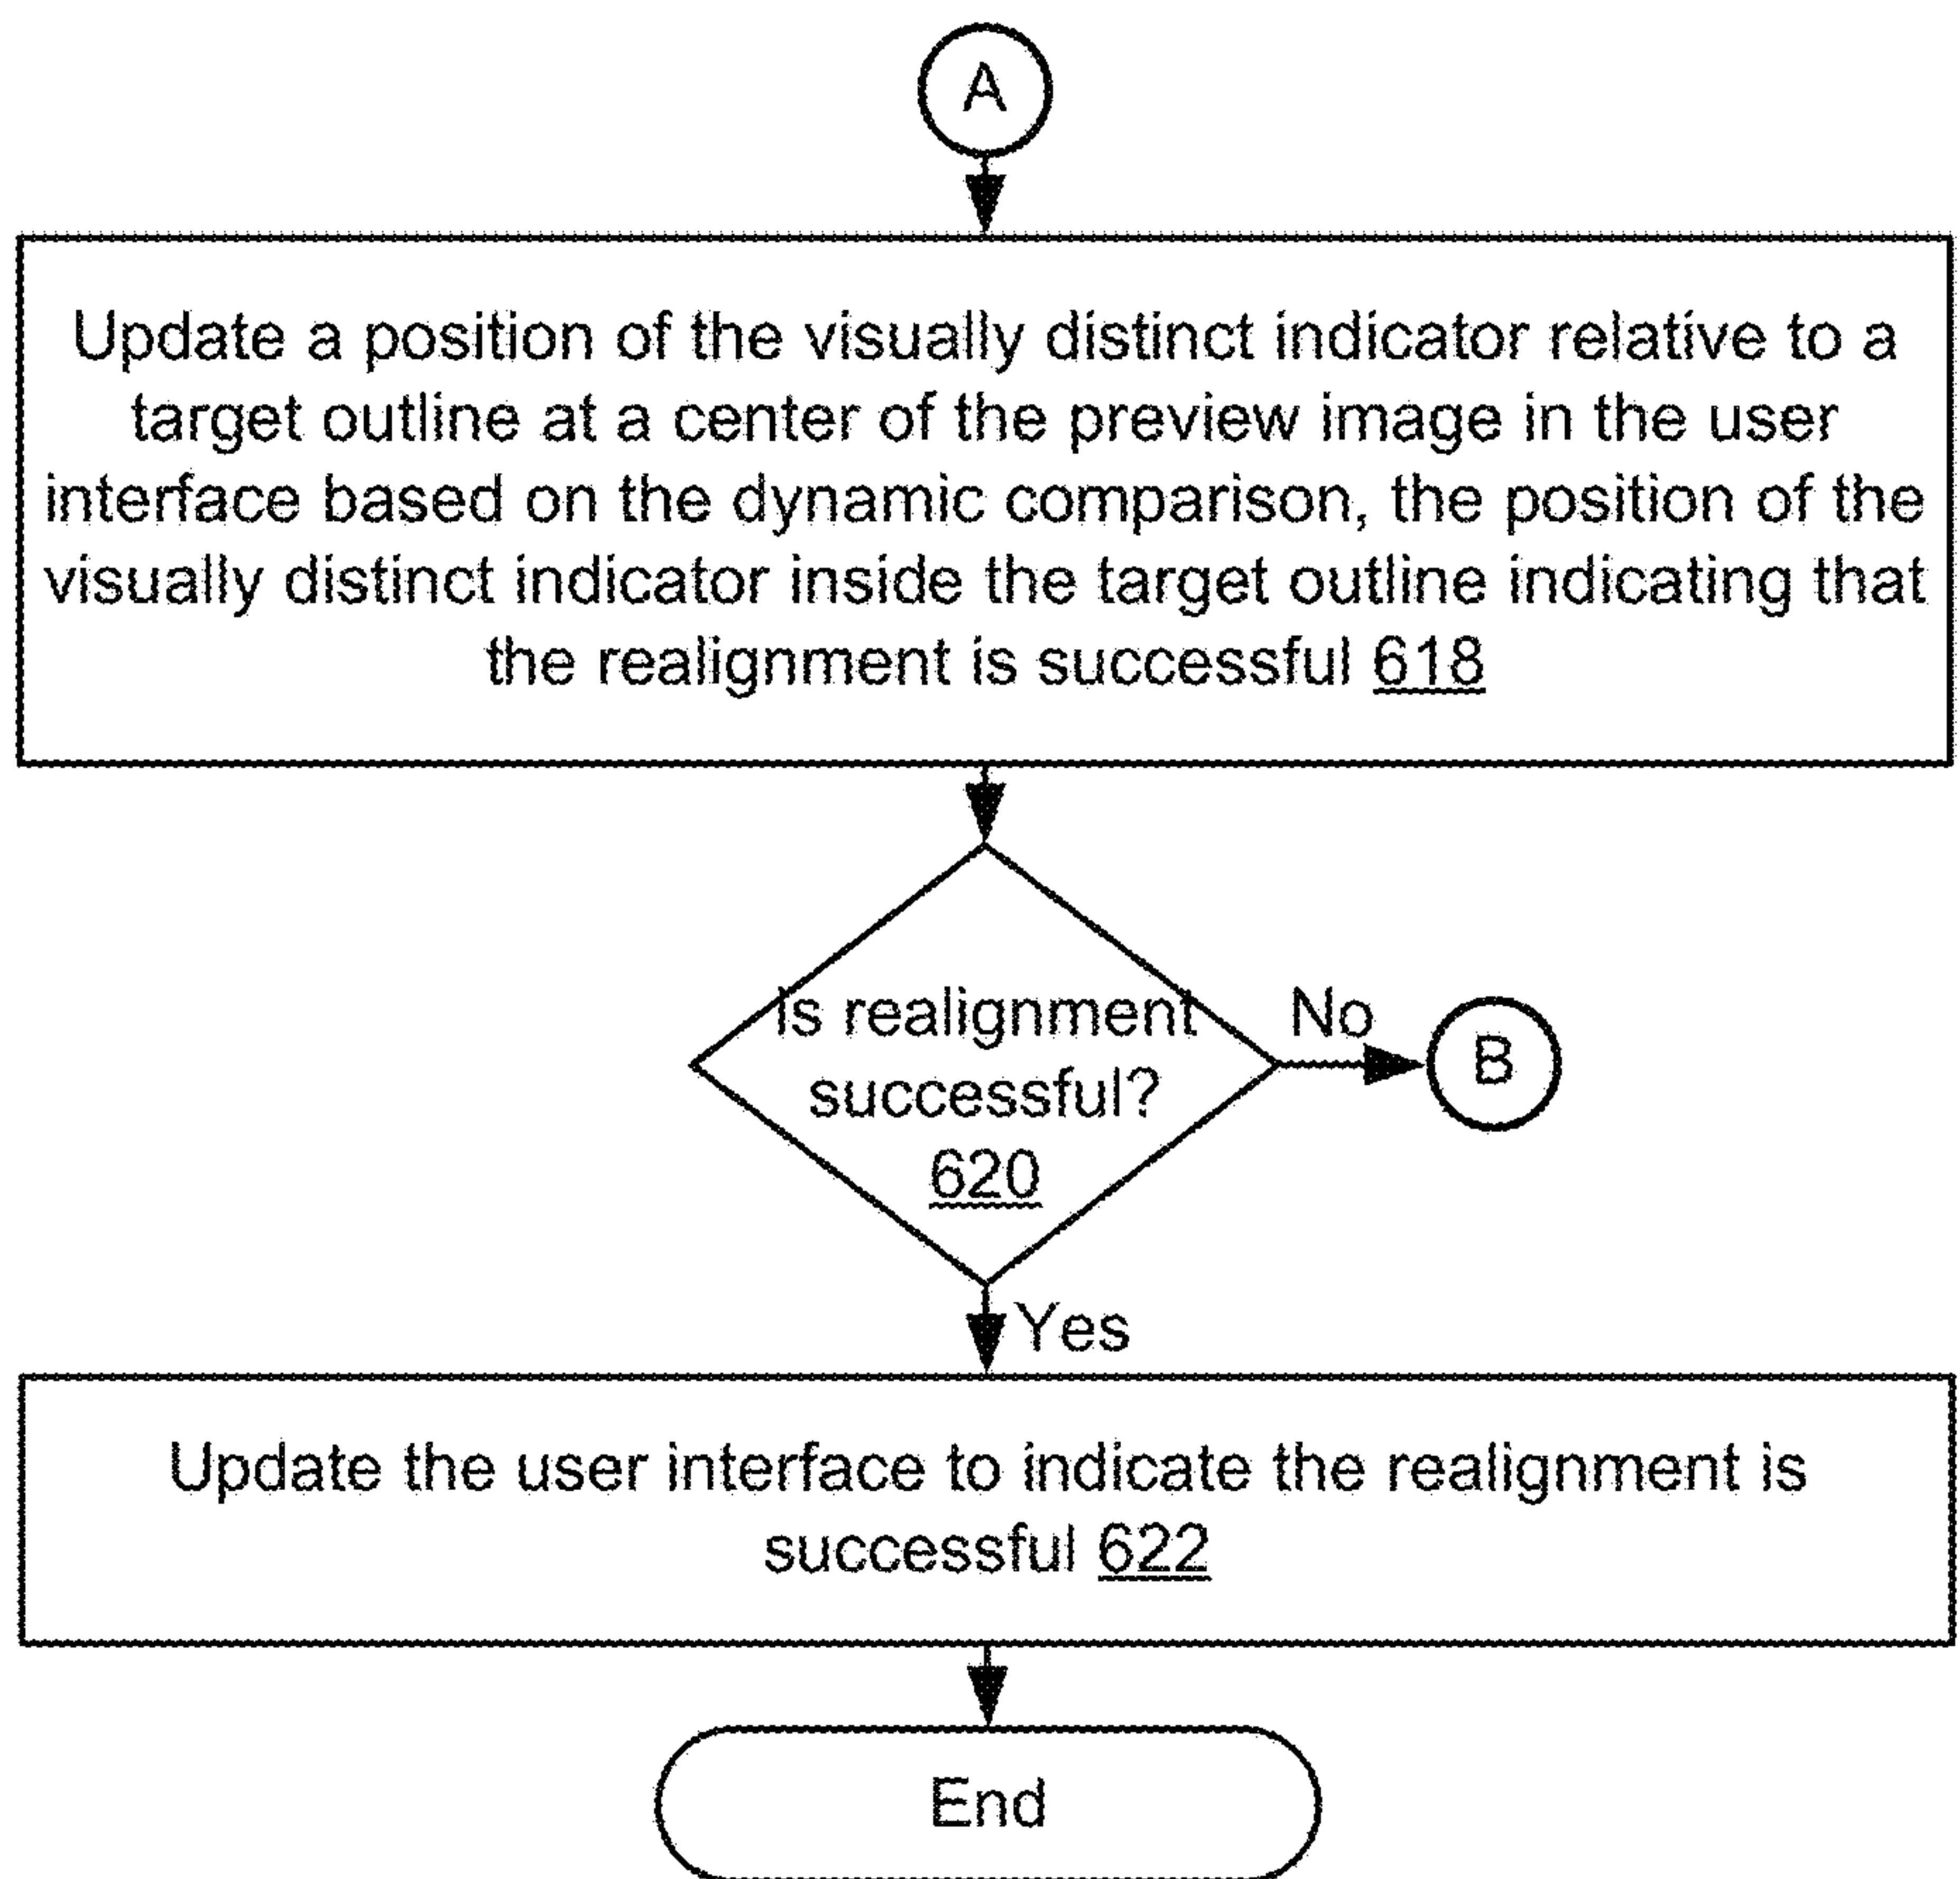 A
Update a position of the visually distinct indicator relative to a
target outline at a center of the preview image in the user
interface based on the dynamic comparison, the position of the
visually distinct indicator inside the target outline indicating that
the realignment is successful 618
Is realignment
successful?
620
No
B
Yes
Update the user interface to indicate the realignment is
successful 622
End